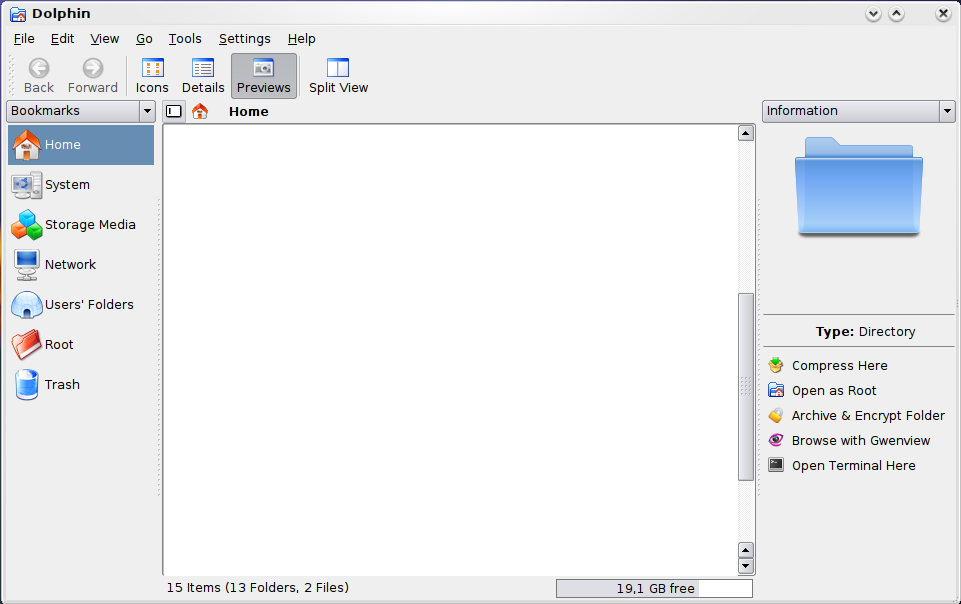 Dolphin
File Edit View Go Tools Settings Help
Back Forward Icons Details Previews Split View
Bookmarks
Home
Information
Home
System
Storage Media
Network
Users' Folders
Root
Trash
Type: Directory
Compress Here
Open as Root
Archive & Encrypt Folder
Browse with Gwenview
Open Terminal Here
15 Items (13 Folders, 2 Files)
19,1 GB free